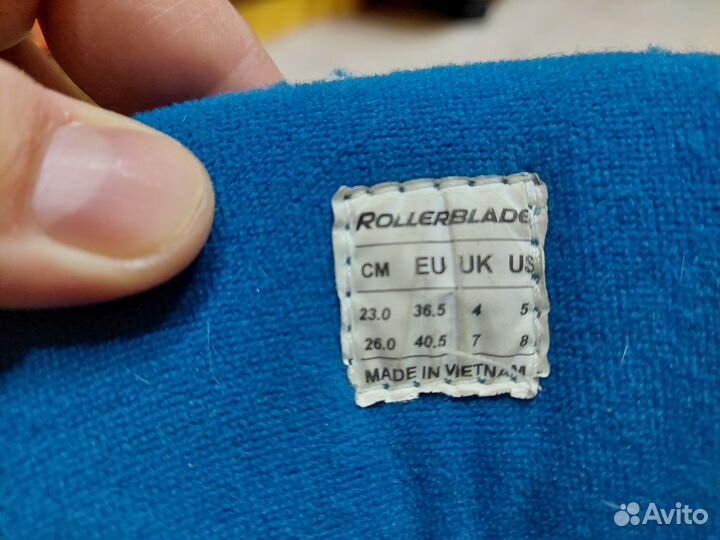 ROLLERBLADE
CM EU UK US
23.0 36.5 4 5
26.0 40.5 7 8
MADE IN VIETNAM
Avito